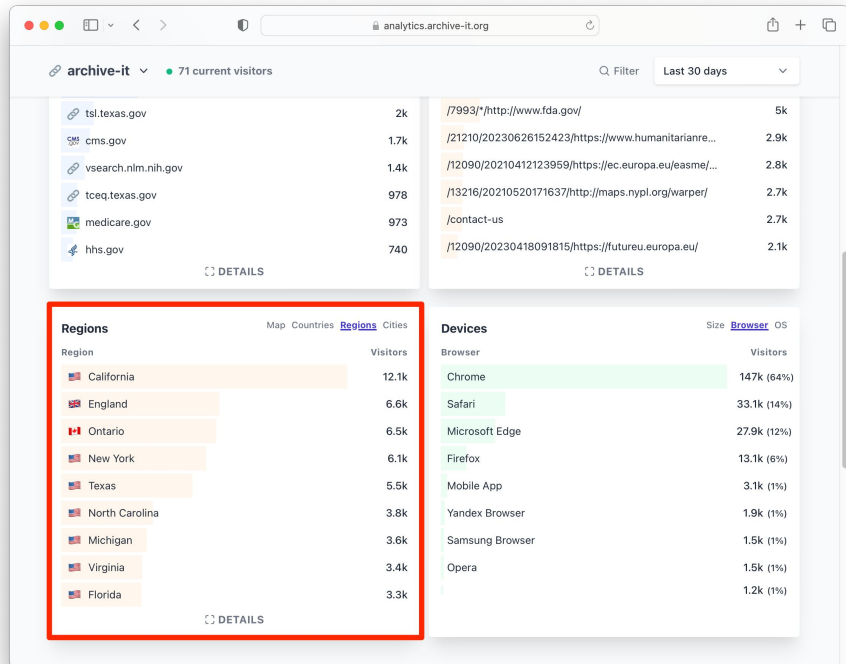 analytics.archive-it.org
archive-it
71 current visitors
Filter
Last 30 days
tsl.texas.gov 2k
cms.gov 1.7k
vsearch.nlm.nih.gov 1.4k
tceq.texas.gov 978
medicare.gov 973
hhs.gov 740
DETAILS
/7993/*/http://www.fda.gov/ 5k
/21210/20230626152423/https://www.humanitarianre... 2.9k
/12090/20210412123959/https://ec.europa.eu/easme/... 2.8k
/13216/20210520171637/http://maps.nypl.org/warper/ 2.7k
/contact-us 2.7k
/12090/20230418091815/https://futureu.europa.eu/ 2.1k
DETAILS
Regions Map Countries Regions Cities
Region Visitors
California 12.1k
England 6.6k
Ontario 6.5k
New York 6.1k
Texas 5.5k
North Carolina 3.8k
Michigan 3.6k
Virginia 3.4k
Florida 3.3k
DETAILS
Devices Size Browser OS
Browser Visitors
Chrome 147k (64%)
Safari 33.1k (14%)
Microsoft Edge 27.9k (12%)
Firefox 13.1k (6%)
Mobile App 3.1k (1%)
Yandex Browser 1.9k (1%)
Samsung Browser 1.5k (1%)
Opera 1.5k (1%)
1.2k (1%)